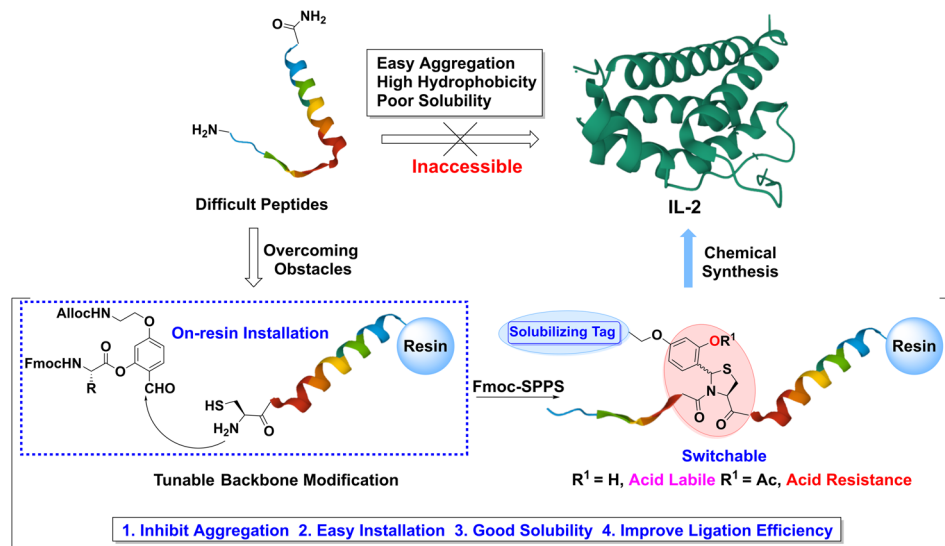 NH₂
O
H₂N
Difficult Peptides
Easy Aggregation
High Hydrophobicity
Poor Solubility
Inaccessible
IL-2
Overcoming
Obstacles
Chemical
Synthesis
AllocHN
O
On-resin Installation
FmocHN
O
R
O
CHO
HS
H₂N
O
Resin
Tunable Backbone Modification
Fmoc-SPPS
Solubilizing Tag
O
OR¹
S
N
O
O
Resin
Switchable
R¹ = H, Acid Labile R¹ = Ac, Acid Resistance
1. Inhibit Aggregation 2. Easy Installation 3. Good Solubility 4. Improve Ligation Efficiency